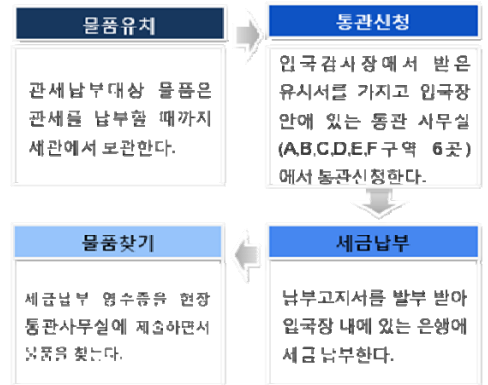 물품유치
관세납부대상 물품은
관세를 납부할 때까지
세관에서 보관한다.
통관신청
입국검사장에서 받은
유치서를 가지고 입국장
안에 있는 통관 사무실
(A,B,C,D,E,F구역 6곳)
에서 통관신청한다.
세금납부
납부고지서를 발부 받아
입국장 내에 있는 은행에
세금 납부한다.
물품찾기
세금납부 영수증을 현장
통관사무실에 제출하면서
물품을 찾는다.